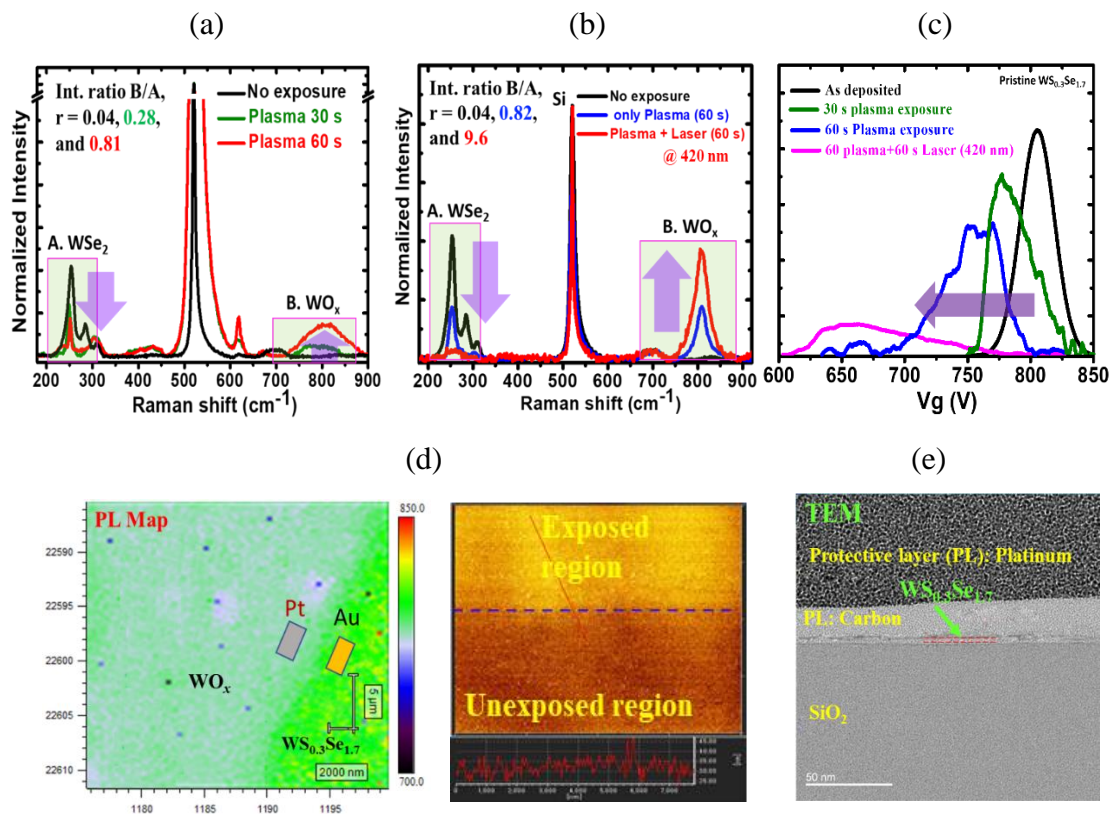 (a)
Int. ratio B/A,
r = 0.04, 0.28,
and 0.81
No exposure
Plasma 30 s
Plasma 60 s
A. WSe2
B. WOx
Normalized Intensity
200 300 400 500 600 700 800 900
Raman shift (cm-1)
(b)
Int. ratio B/A,
r = 0.04, 0.82,
and 9.6
Si
No exposure
only Plasma (60 s)
Plasma + Laser (60 s)
@ 420 nm
A. WSe2
B. WOx
Normalized Intensity
200 300 400 500 600 700 800 900
Raman shift (cm-1)
(c)
Pristine WS0.3Se1.7
As deposited
30 s plasma exposure
60 s Plasma exposure
60 plasma+60 s Laser (420 nm)
600 650 700 750 800 850
Vg (V)
(d)
PL Map
850.0
700.0
22590
22595
22600
22605
22610
Pt
Au
WOx
5 µm
WS0.3Se1.7
2000 nm
1180 1185 1190 1195
Exposed
region
Unexposed region
(e)
TEM
Protective layer (PL): Platinum
WS0.3Se1.7
PL: Carbon
SiO2
50 nm